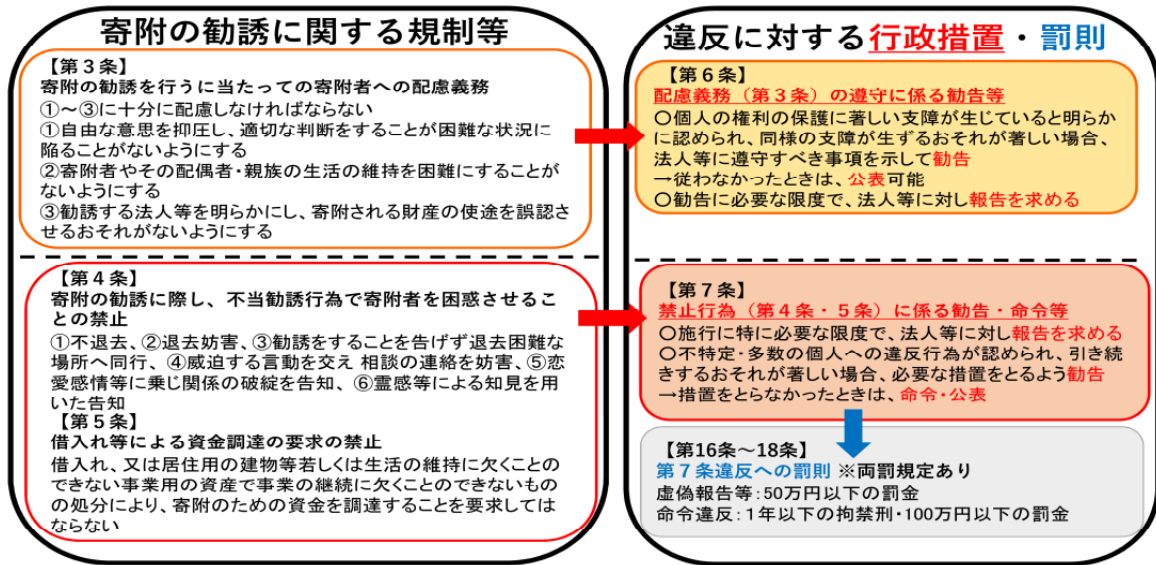 寄附の勧誘に関する規制等
【第3条】
寄附の勧誘を行うに当たっての寄附者への配慮義務
①～③に十分に配慮しなければならない
①自由な意思を抑圧し、適切な判断をすることが困難な状況に
陥ることがないようにする
②寄附者やその配偶者・親族の生活の維持を困難にすることが
ないようにする
③勧誘する法人等を明らかにし、寄附される財産の使途を誤認さ
せるおそれがないようにする
【第4条】
寄附の勧誘に際し、不当勧誘行為で寄附者を困惑させるこ
との禁止
①不退去、②退去妨害、③勧誘をすることを告げず退去困難な
場所へ同行、④威迫する言動を交え 相談の連絡を妨害、⑤恋
愛感情等に乗じ関係の破綻を告知、⑥霊感等による知見を用
いた告知
【第5条】
借入れ等による資金調達の要求の禁止
借入れ、又は居住用の建物等若しくは生活の維持に欠くことの
できない事業用の資産で事業の継続に欠くことのできないもの
の処分により、寄附のための資金を調達することを要求しては
ならない
違反に対する行政措置・罰則
【第6条】
配慮義務（第3条）の遵守に係る勧告等
〇個人の権利の保護に著しい支障が生じていると明らか
に認められ、同様の支障が生ずるおそれが著しい場合、
法人等に遵守すべき事項を示して勧告
→従わなかったときは、公表可能
〇勧告に必要な限度で、法人等に対し報告を求める
【第7条】
禁止行為（第4条・5条）に係る勧告・命令等
〇施行に特に必要な限度で、法人等に対し報告を求める
〇不特定・多数の個人への違反行為が認められ、引き続
きするおそれが著しい場合、必要な措置をとるよう勧告
→措置をとらなかったときは、命令・公表
【第16条～18条】
第7条違反への罰則 ※両罰規定あり
虚偽報告等：50万円以下の罰金
命令違反：1年以下の拘禁刑・100万円以下の罰金